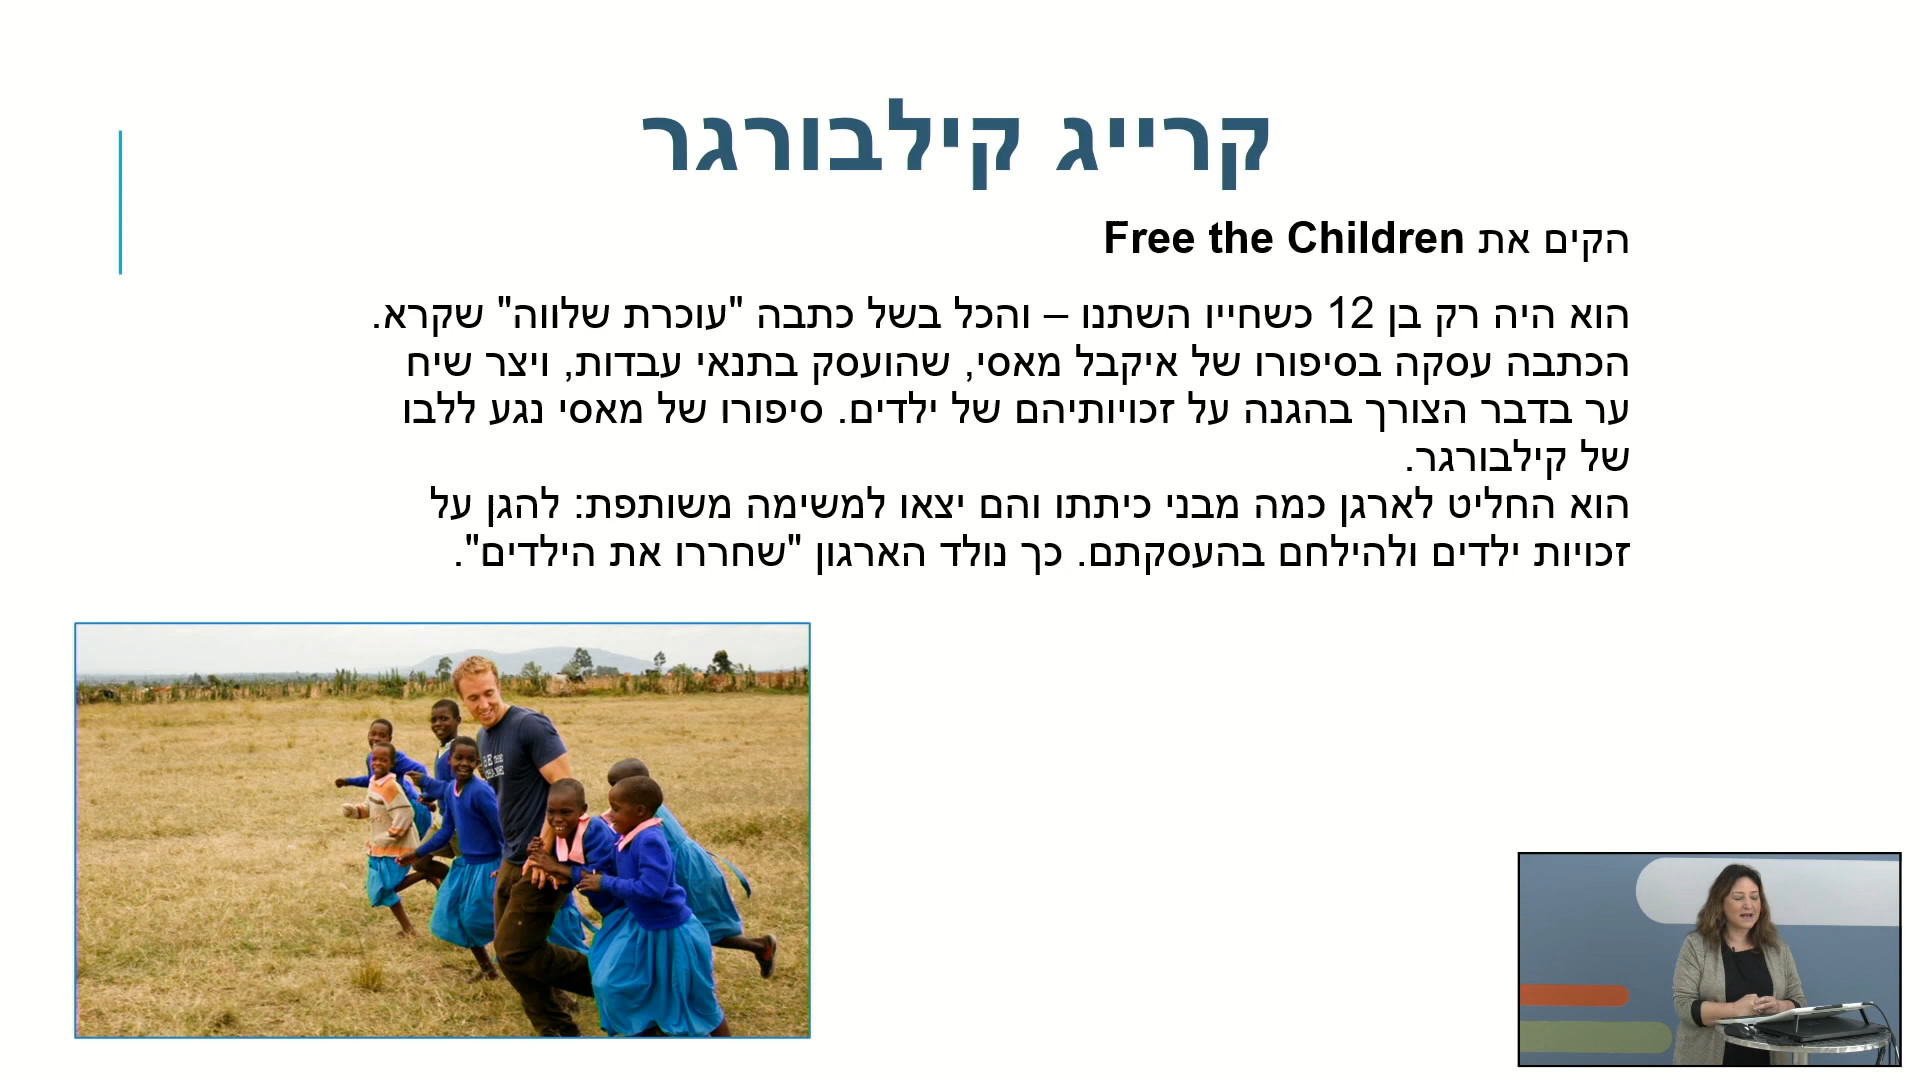 קרייג קילבורגר
הקים את Free the Children
הוא היה רק בן 12 כשחייו השתנו – והכל בשל כתבה "עוכרת שלווה" שקרא.
הכתבה עסקה בסיפורו של איקבל מאסי, שהועסק בתנאי עבדות, ויצר שיח
ער בדבר הצורך בהגנה על זכויותיהם של ילדים. סיפורו של מאסי נגע ללבו
של קילבורגר.
הוא החליט לארגן כמה מבני כיתתו והם יצאו למשימה משותפת: להגן על
זכויות ילדים ולהילחם בהעסקתם. כך נולד הארגון "שחררו את הילדים".
BE THE